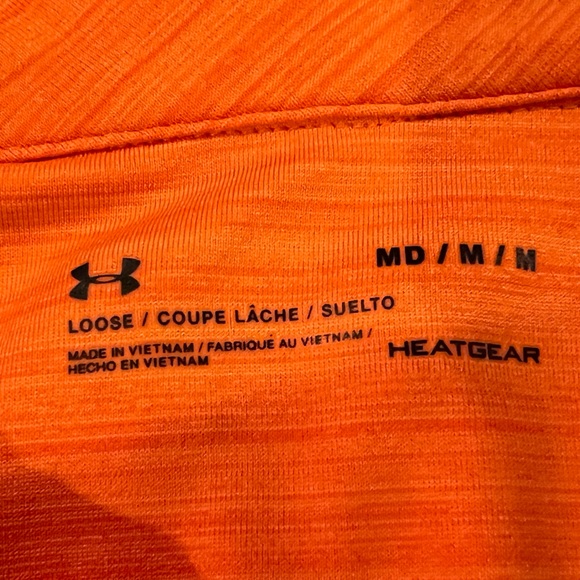 MD / M / M
LOOSE / COUPE LÂCHE / SUELTO
MADE IN VIETNAM / FABRIQUÉ AU VIETNAM /
HECHO EN VIETNAM
HEATGEAR